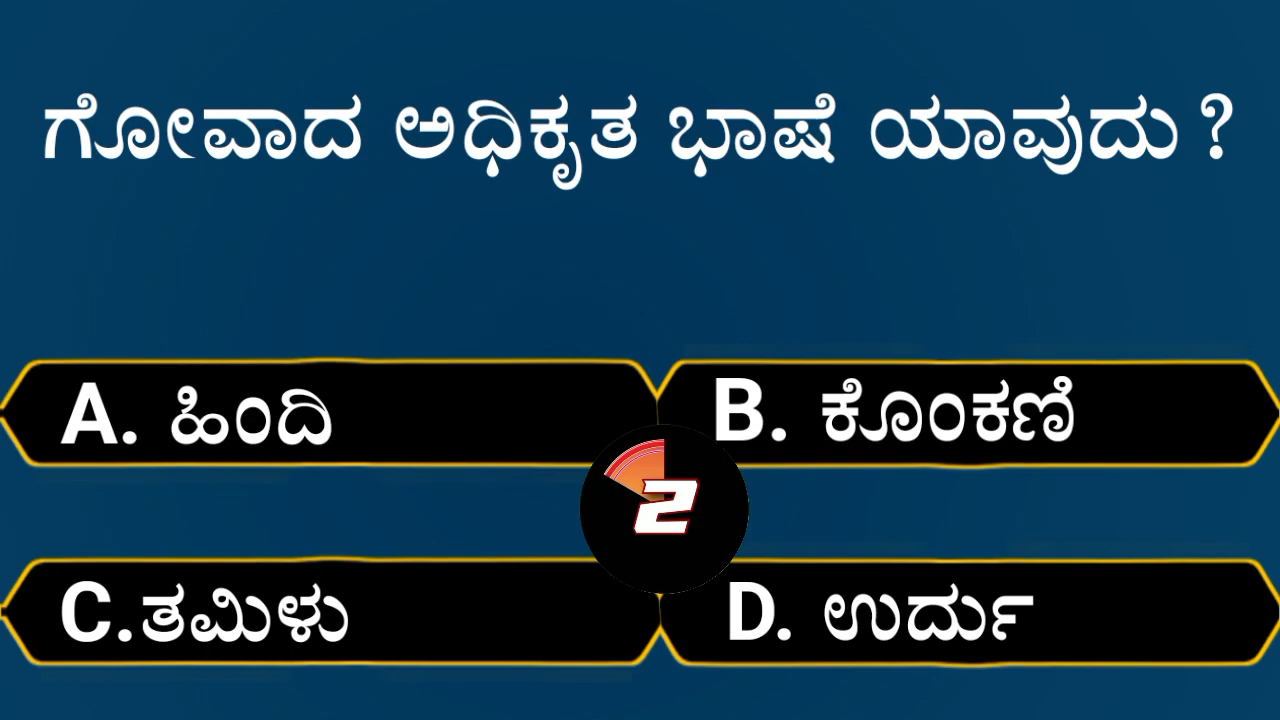 ಗೋವಾದ ಅಧಿಕೃತ ಭಾಷೆ ಯಾವುದು ?
A. ಹಿಂದಿ
B. ಕೊಂಕಣಿ
2
C.ತಮಿಳು
D. ಉರ್ದು